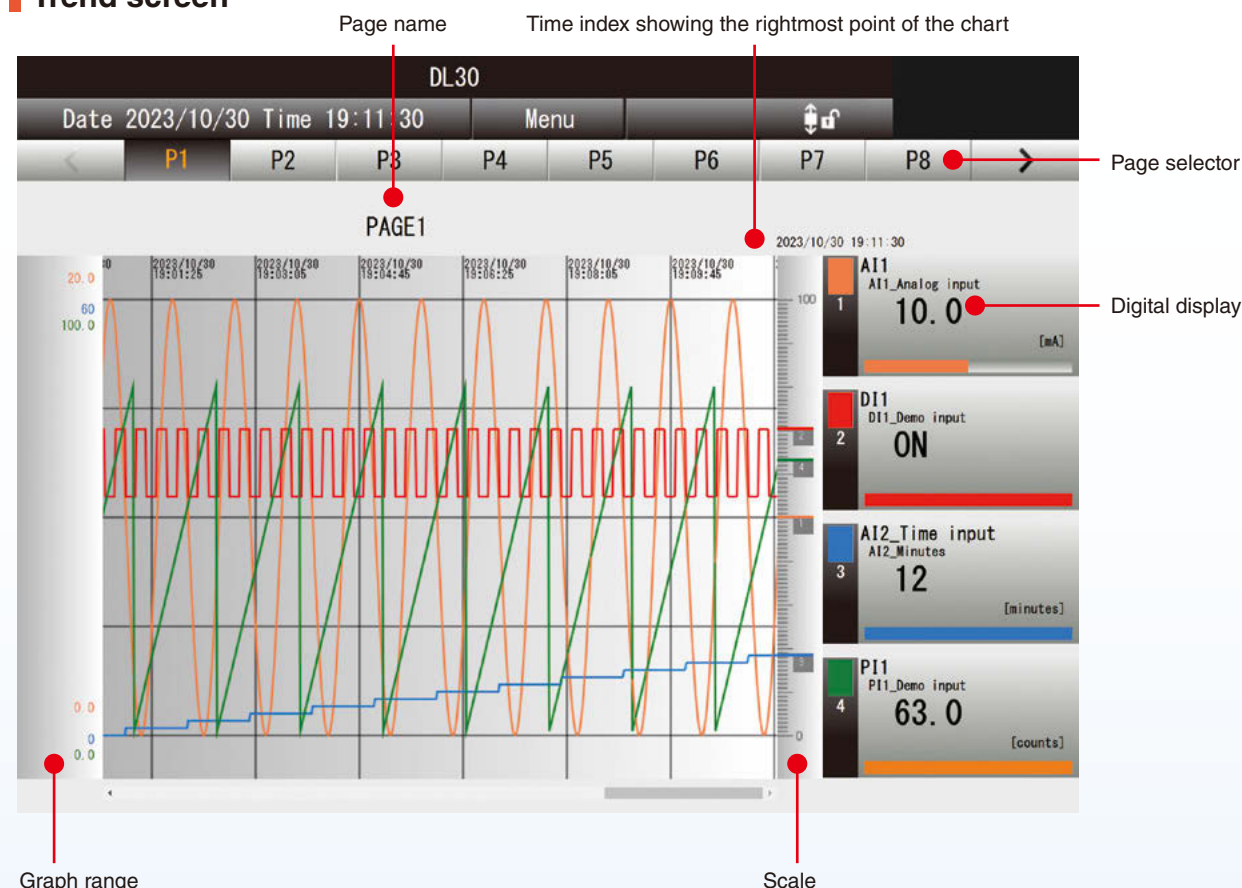 Trend screen
Page name
Time index showing the rightmost point of the chart
DL30
Date 2023/10/30 Time 19:11:30
Menu
P1
P2
P3
P4
P5
P6
P7
P8
Page selector
PAGE1
2023/10/30 19:11:30
2023/10/30
19:01:25
2023/10/30
19:03:05
2023/10/30
19:04:45
2023/10/30
19:06:25
2023/10/30
19:08:05
2023/10/30
19:09:45
20.0
60
100.0
100
2
4
1
3
0
0.0
0
0.0
AI1
AI1_Analog input
1
10.0
[mA]
Digital display
DI1
DI1_Demo input
2
ON
AI2_Time input
AI2_Minutes
3
12
[minutes]
PI1
PI1_Demo input
4
63.0
[counts]
Graph range
Scale